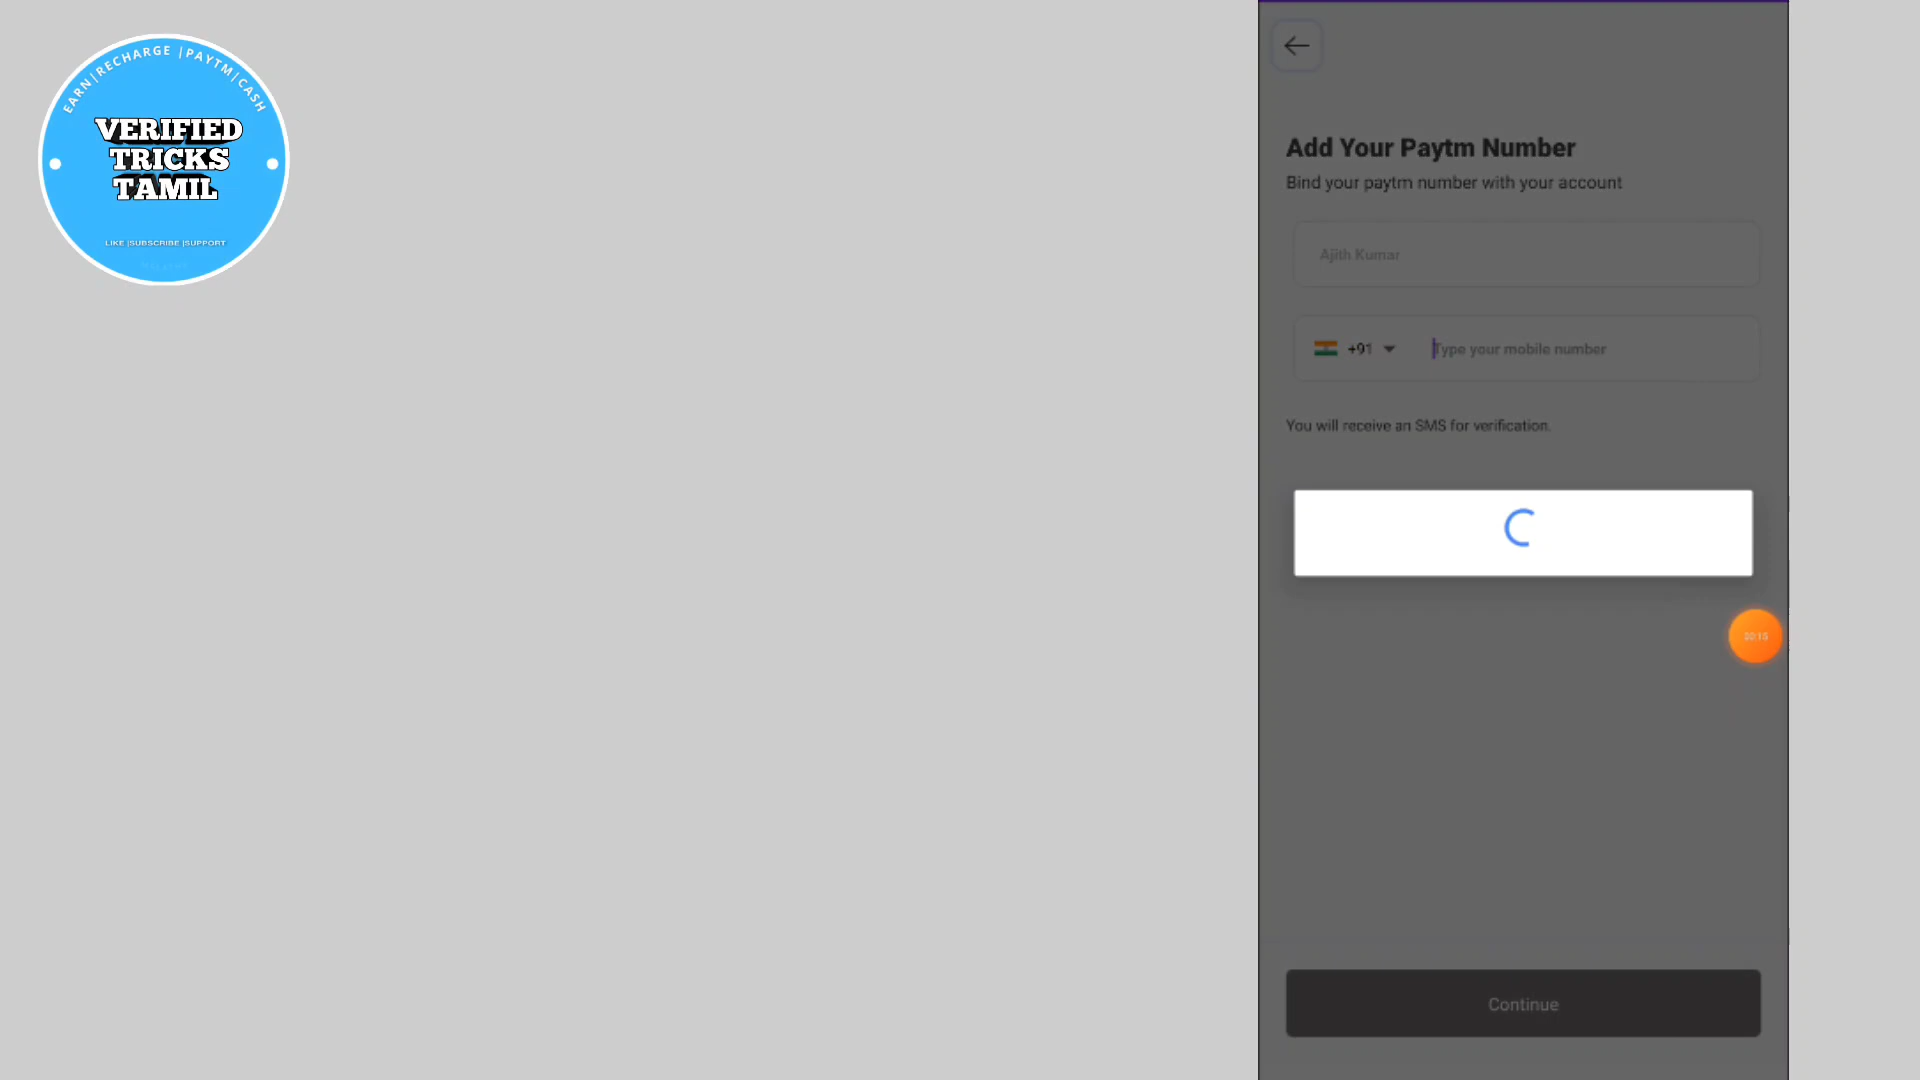 EARN|RECHARGE |PAYTM|CASH
VERIFIED
TRICKS
TAMIL
LIKE |SUBSCRIBE |SUPPORT
Add Your Paytm Number
Bind your paytm number with your account
Ajith Kumar
+91 Type your mobile number
You will receive an SMS for verification.
Continue